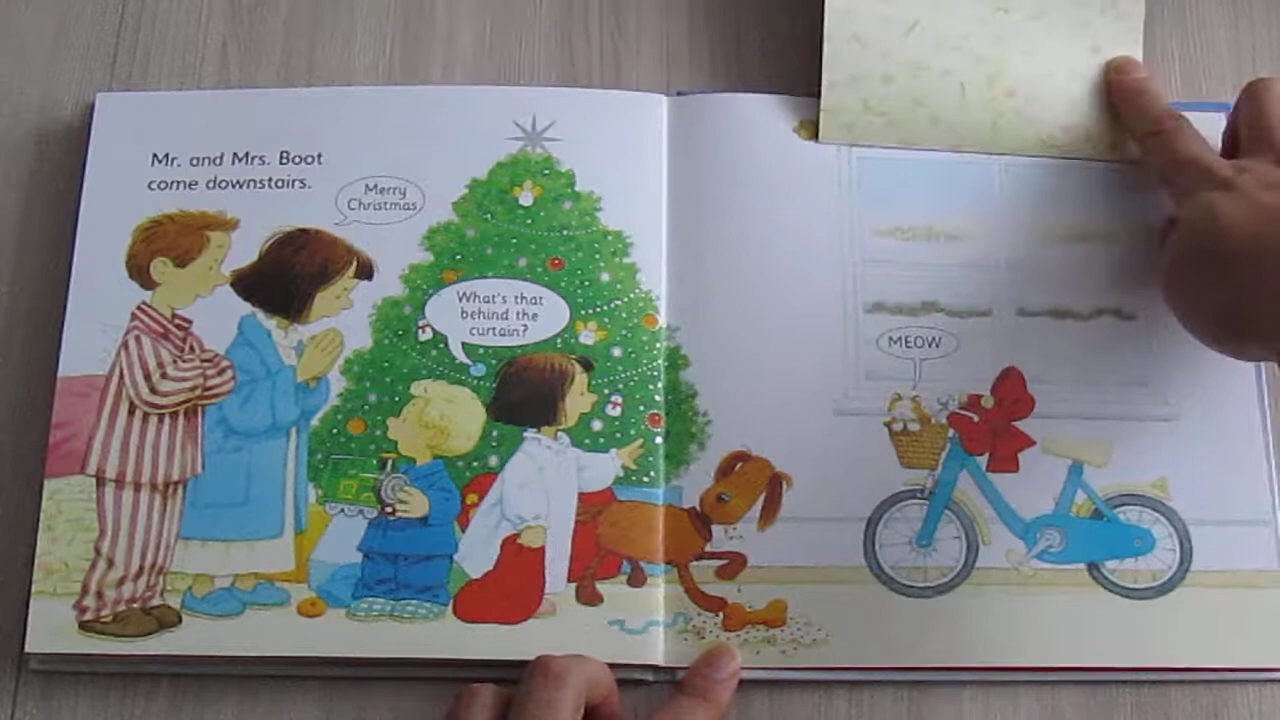 Mr. and Mrs. Boot
come downstairs.
Merry
Christmas
What's that
behind the
curtain?
MEOW